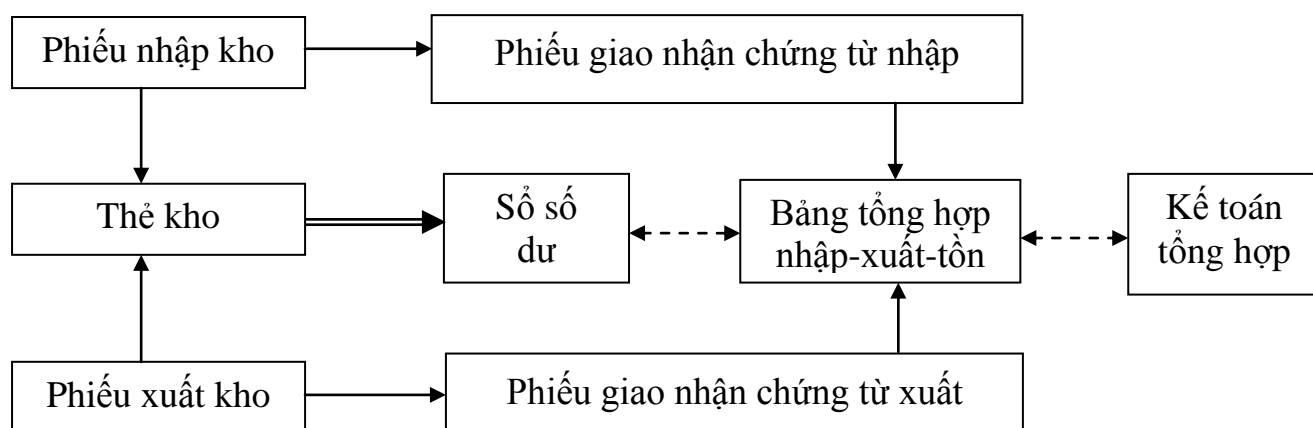 Phiếu nhập kho
Phiếu giao nhận chứng từ nhập
Thẻ kho
Sổ số
dư
Bảng tổng hợp
nhập-xuất-tồn
Kế toán
tổng hợp
Phiếu xuất kho
Phiếu giao nhận chứng từ xuất